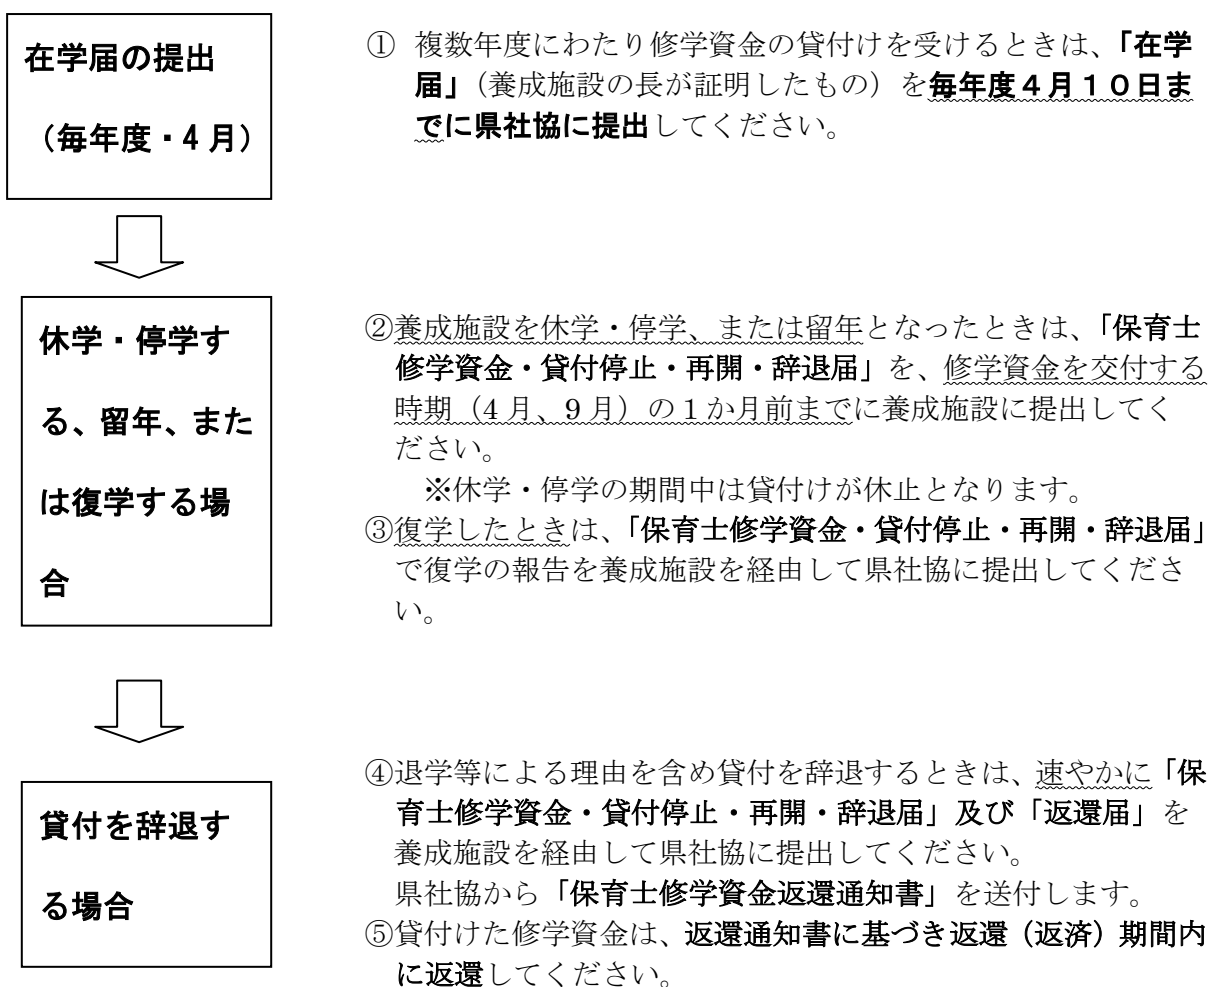 在学届の提出
（毎年度・４月）
① 複数年度にわたり修学資金の貸付けを受けるときは、「在学
届」（養成施設の長が証明したもの）を毎年度４月１０日ま
でに県社協に提出してください。
休学・停学す
る、留年、また
は復学する場
合
②養成施設を休学・停学、または留年となったときは、「保育士
修学資金・貸付停止・再開・辞退届」を、修学資金を交付する
時期（4 月、9 月）の１か月前までに養成施設に提出してく
ださい。
※休学・停学の期間中は貸付けが休止となります。
③復学したときは、「保育士修学資金・貸付停止・再開・辞退届」
で復学の報告を養成施設を経由して県社協に提出してくださ
い。
貸付を辞退す
る場合
④退学等による理由を含め貸付を辞退するときは、速やかに「保
育士修学資金・貸付停止・再開・辞退届」及び「返還届」を
養成施設を経由して県社協に提出してください。
県社協から「保育士修学資金返還通知書」を送付します。
⑤貸付けた修学資金は、返還通知書に基づき返還（返済）期間内
に返還してください。